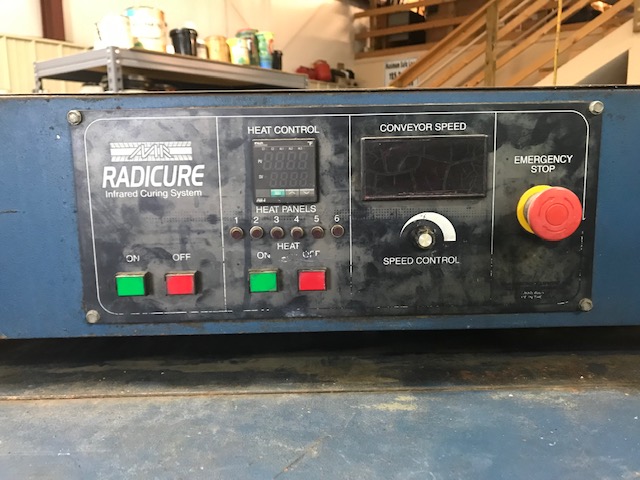 RADICURE
Infrared Curing System
ON
OFF
HEAT CONTROL
HEAT PANELS
1 2 3 4 5 6
HEAT
ON
OFF
CONVEYOR SPEED
SPEED CONTROL
EMERGENCY
STOP